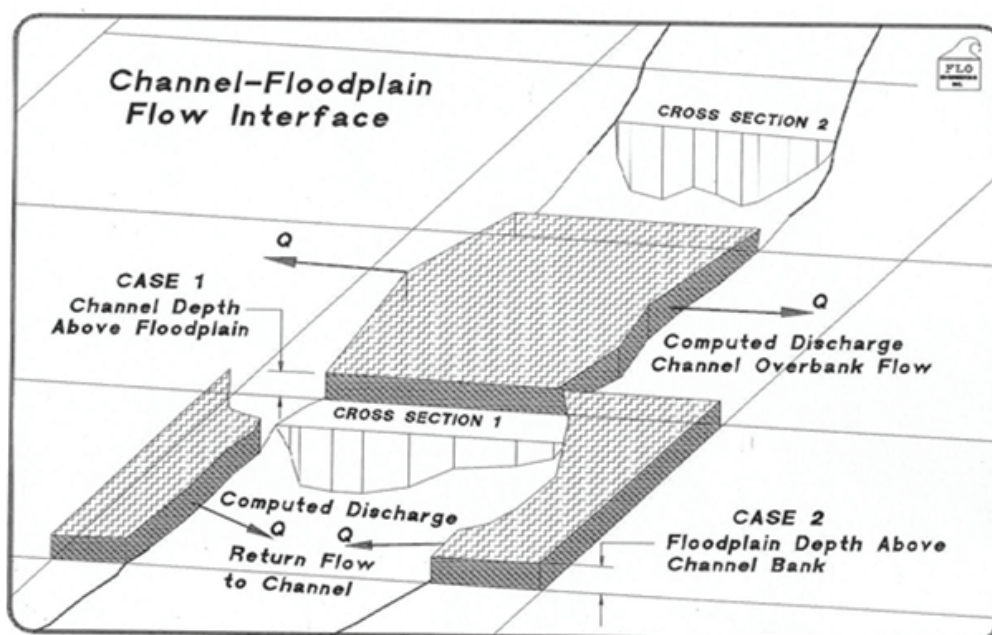 Channel-Floodplain
Flow Interface
FLO
CROSS SECTION 2
Q
CASE 1
Channel Depth
Above Floodplain
Q
Computed Discharge
Channel Overbank Flow
CROSS SECTION 1
Computed Discharge
Q
Q
Return Flow
to Channel
CASE 2
Floodplain Depth Above
Channel Bank